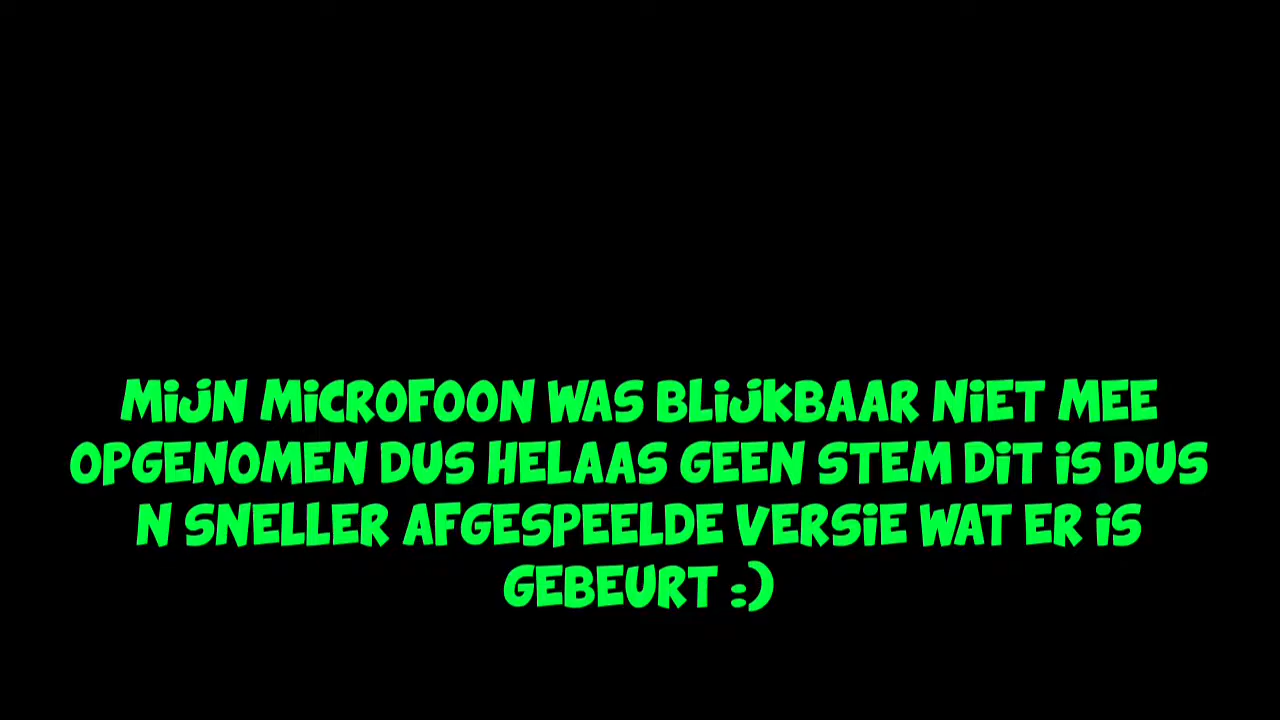 MiJN MiCROFOON WAS BLiJKBAAR NiET MEE
OPGENOMEN DUS HELAAS GEEN STEM DiT iS DUS
N SNELLER AFGESPEELDE VERSiE WAT ER iS
GEBEURT :)